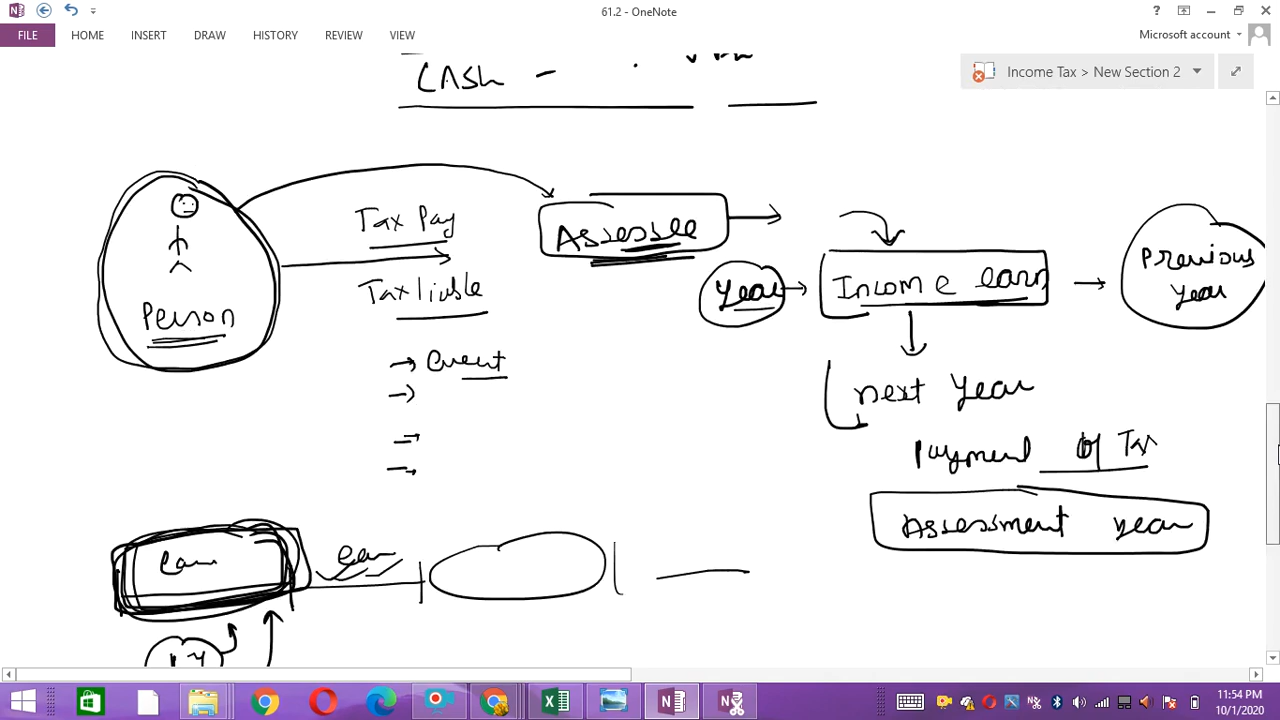 61.2 - OneNote
FILE HOME INSERT DRAW HISTORY REVIEW VIEW
Microsoft account
Income Tax > New Section 2
CASH -
Person
Tax Pay
Tax liable
→ Event
Assessee
Year
Income earn
Previous
year
next year
Payment of Tax
Assessment year
Earn
P.Y
11:54 PM
10/1/2020